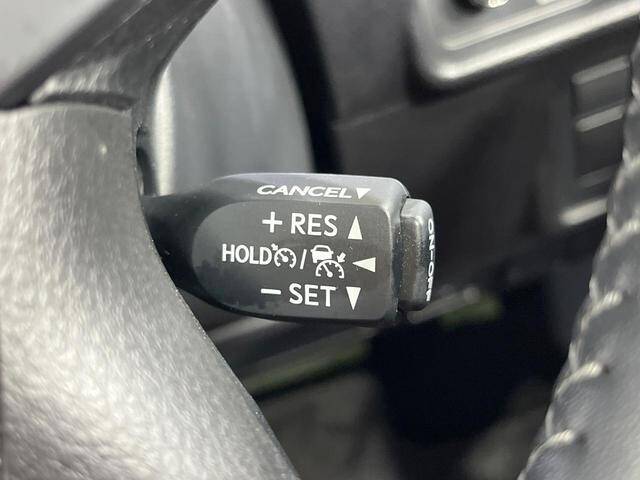 CANCEL▼
+ RES ▲
HOLD / ◀
− SET ▼
ON-OFF